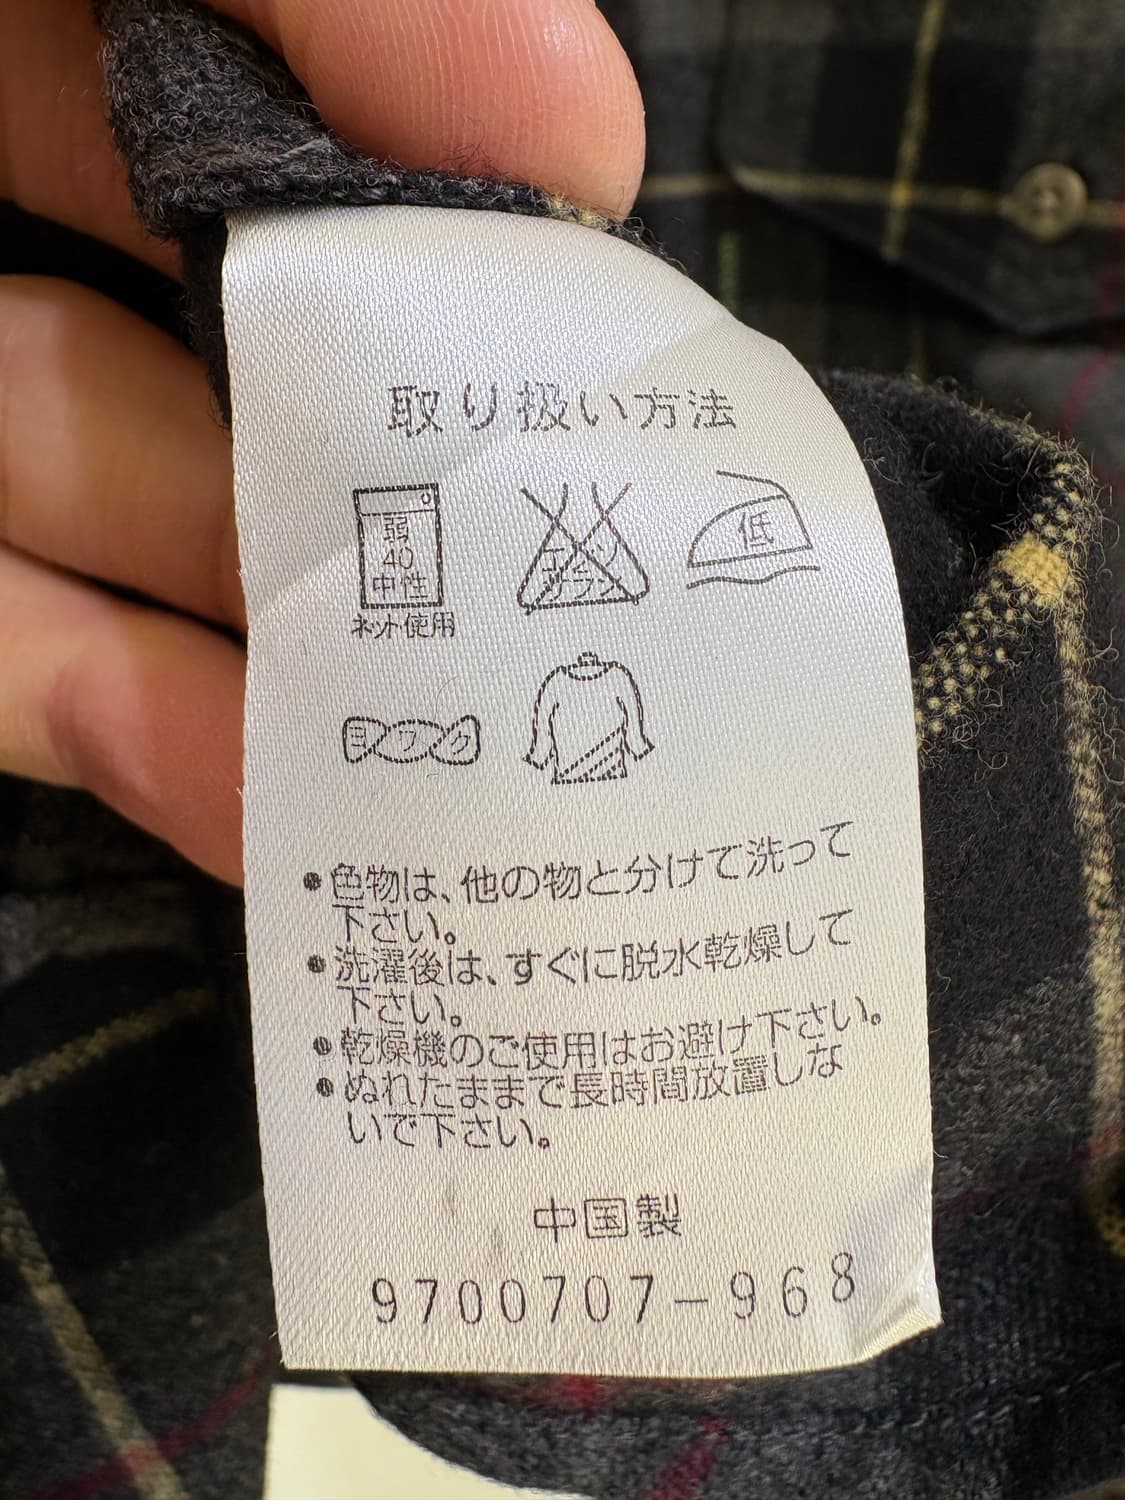 取り扱い方法
弱
40
中性
ネット使用
エンソ
サラシ
低
ヨワク
•色物は、他の物と分けて洗って
下さい。
•洗濯後は、すぐに脱水乾燥して
下さい。
•乾燥機のご使用はお避け下さい。
•ぬれたままで長時間放置しな
いで下さい。
中国製
9700707-968